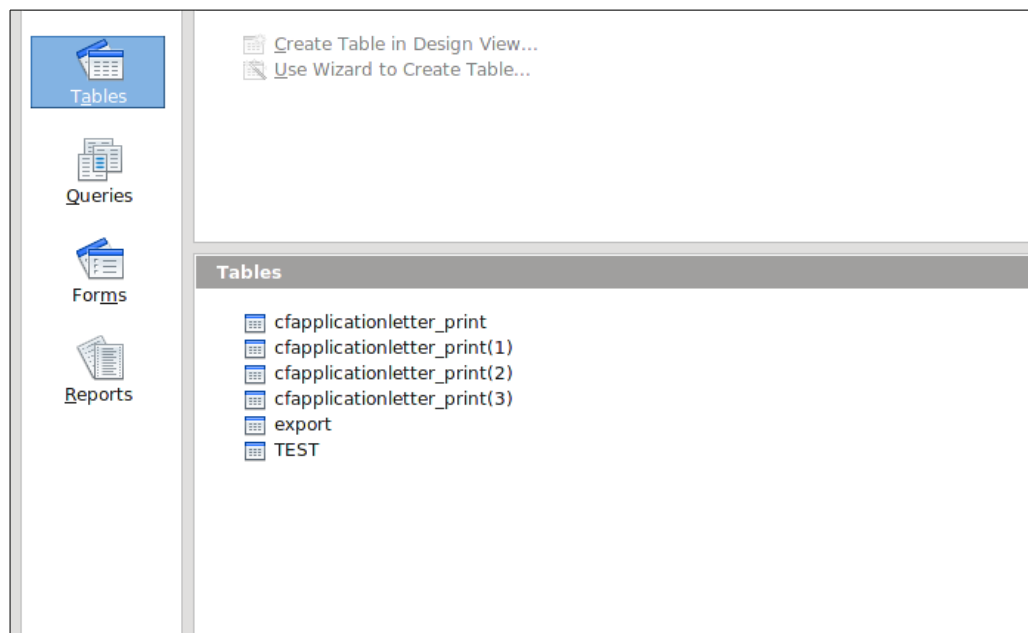 Tables
Queries
Forms
Reports
Create Table in Design View...
Use Wizard to Create Table...
Tables
cfapplicationletter_print
cfapplicationletter_print(1)
cfapplicationletter_print(2)
cfapplicationletter_print(3)
export
TEST